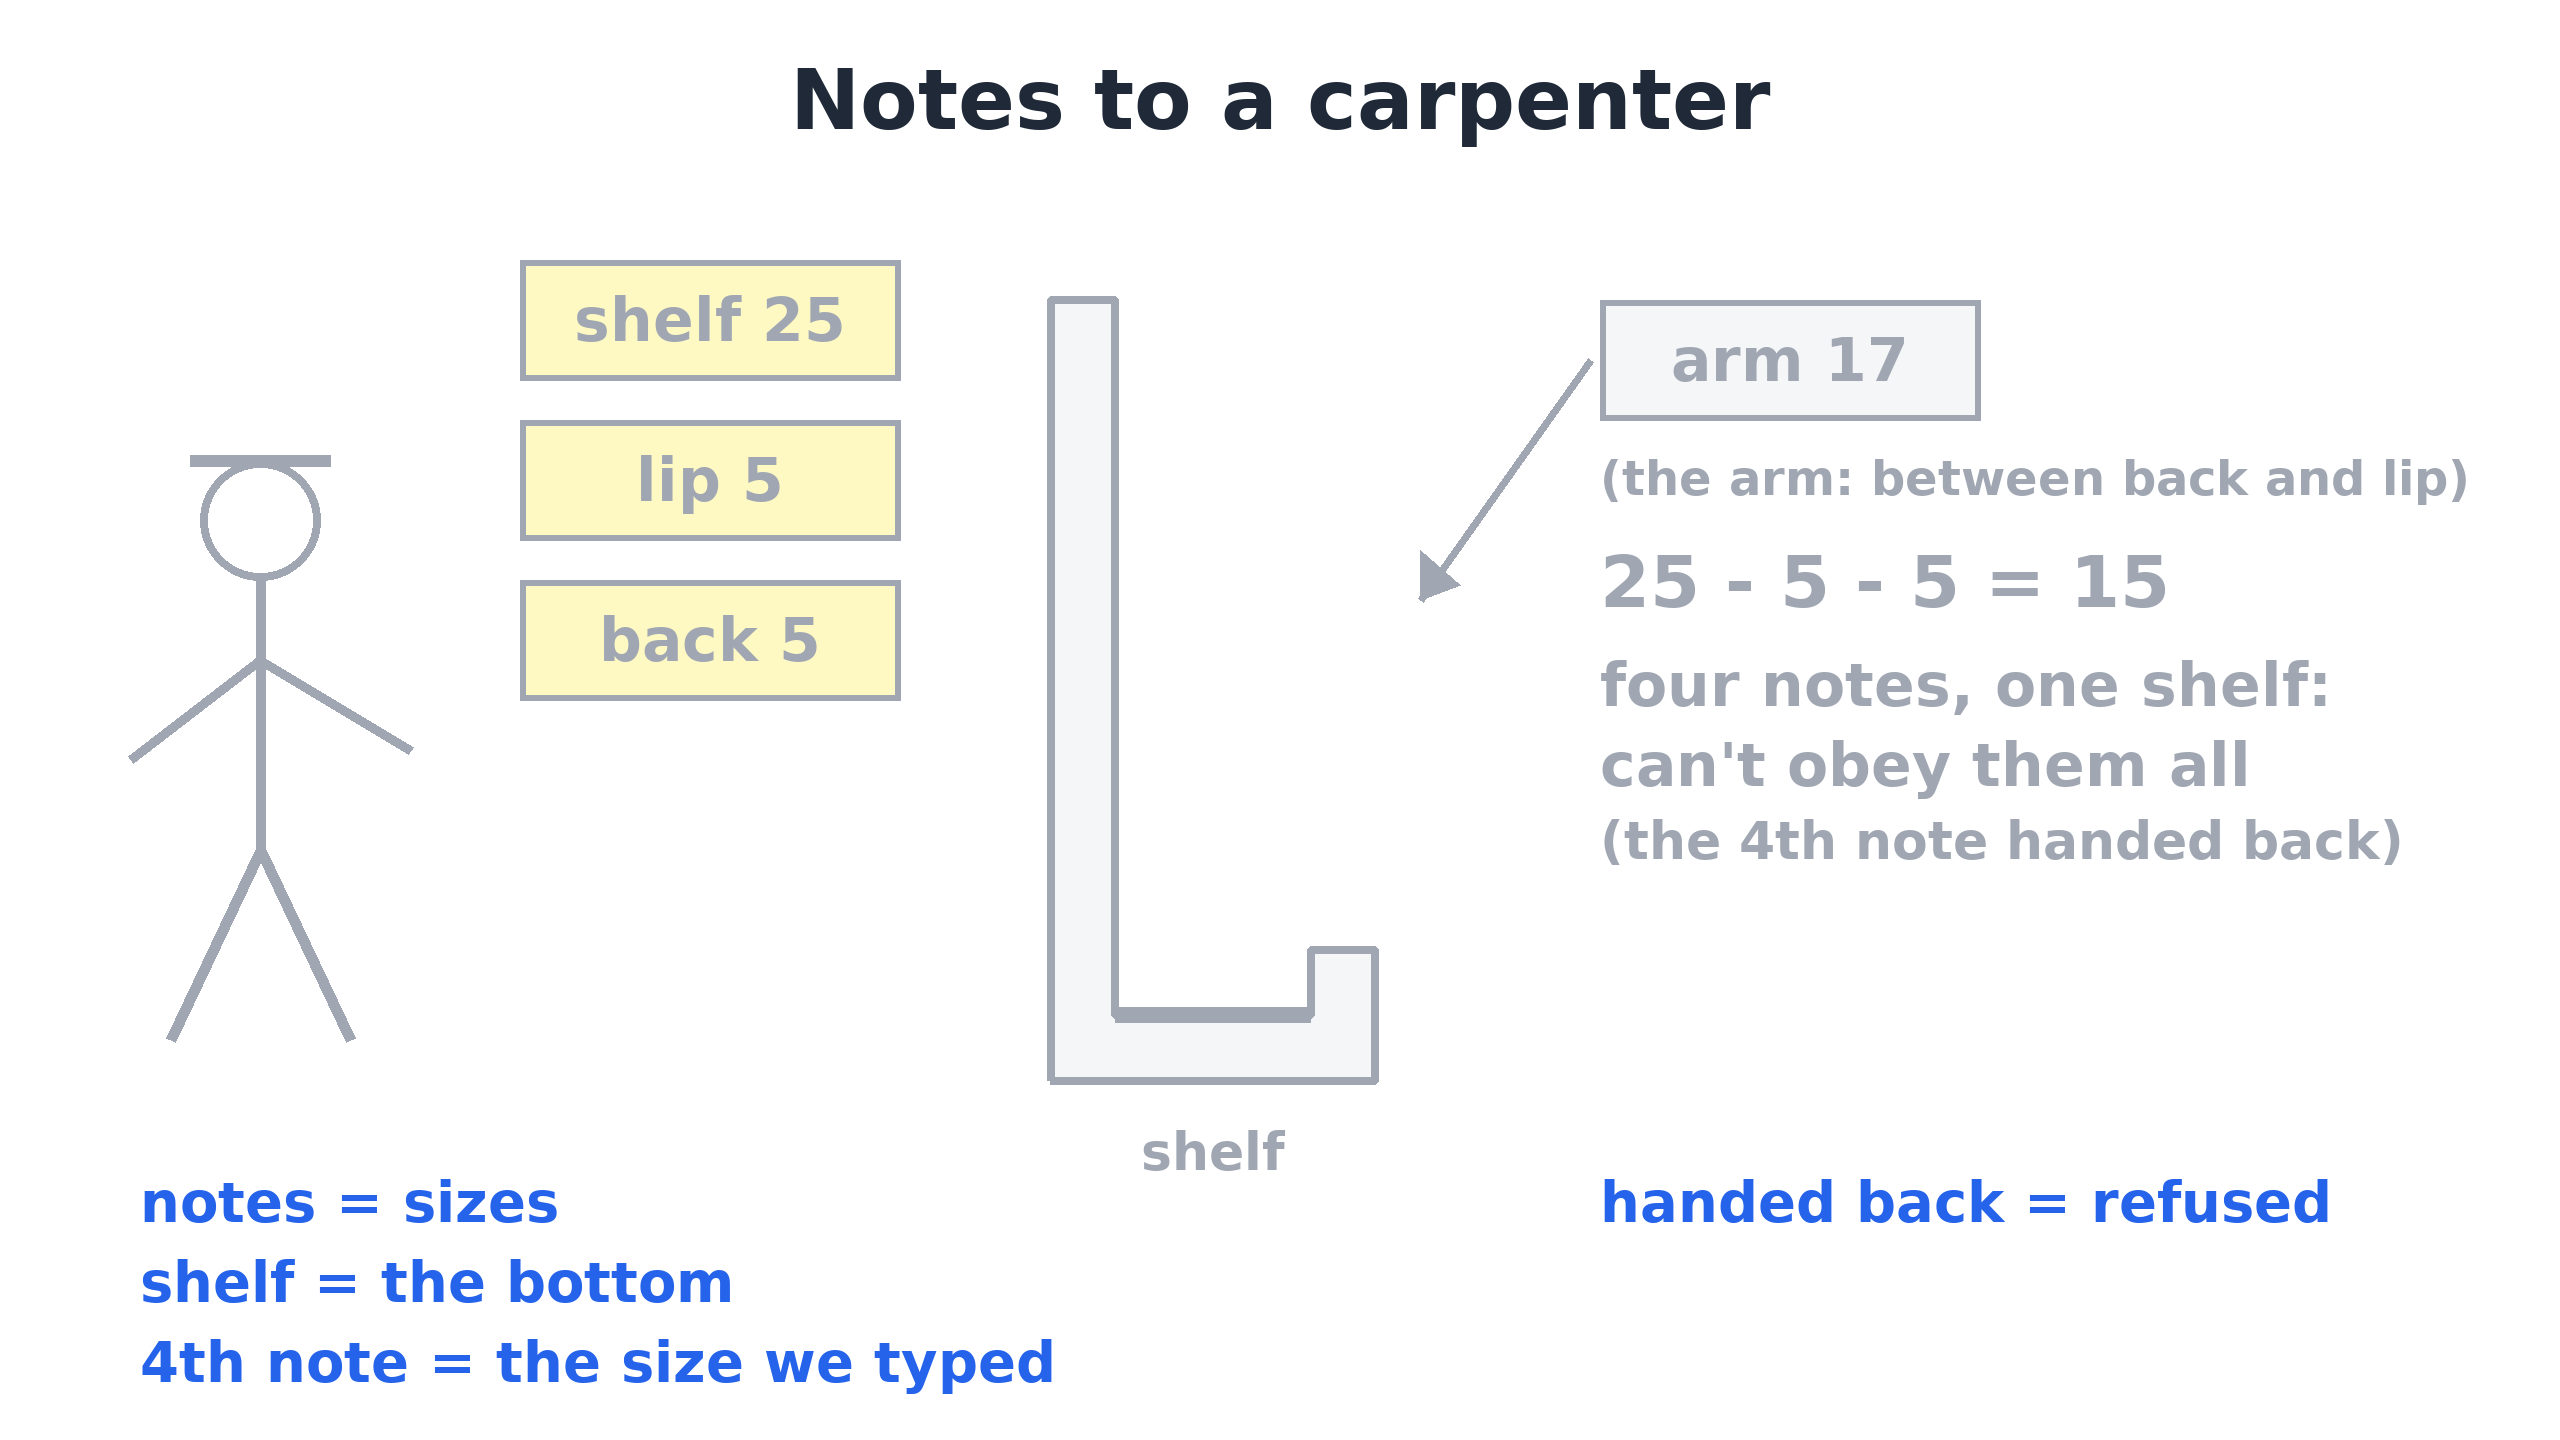 Notes to a carpenter
shelf 25
lip 5
back 5
arm 17
(the arm: between back and lip)
25 - 5 - 5 = 15
four notes, one shelf:
can't obey them all
(the 4th note handed back)
shelf
notes = sizes
shelf = the bottom
4th note = the size we typed
handed back = refused